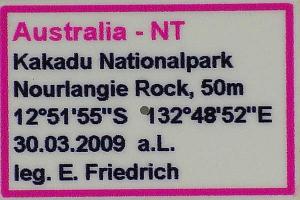 Australia - NT
Kakadu Nationalpark
Nourlangie Rock, 50m
12°51'55"S 132°48'52"E
30.03.2009 a.L.
leg. E. Friedrich